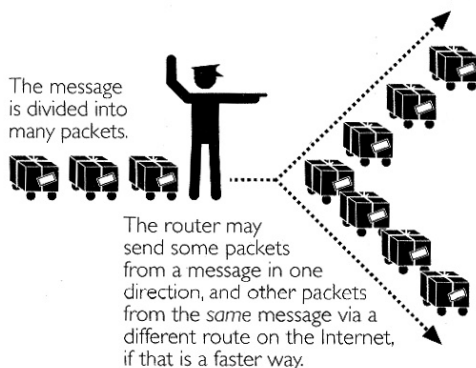 The message
is divided into
many packets.
The router may
send some packets
from a message in one
direction, and other packets
from the same message via a
different route on the Internet,
if that is a faster way.